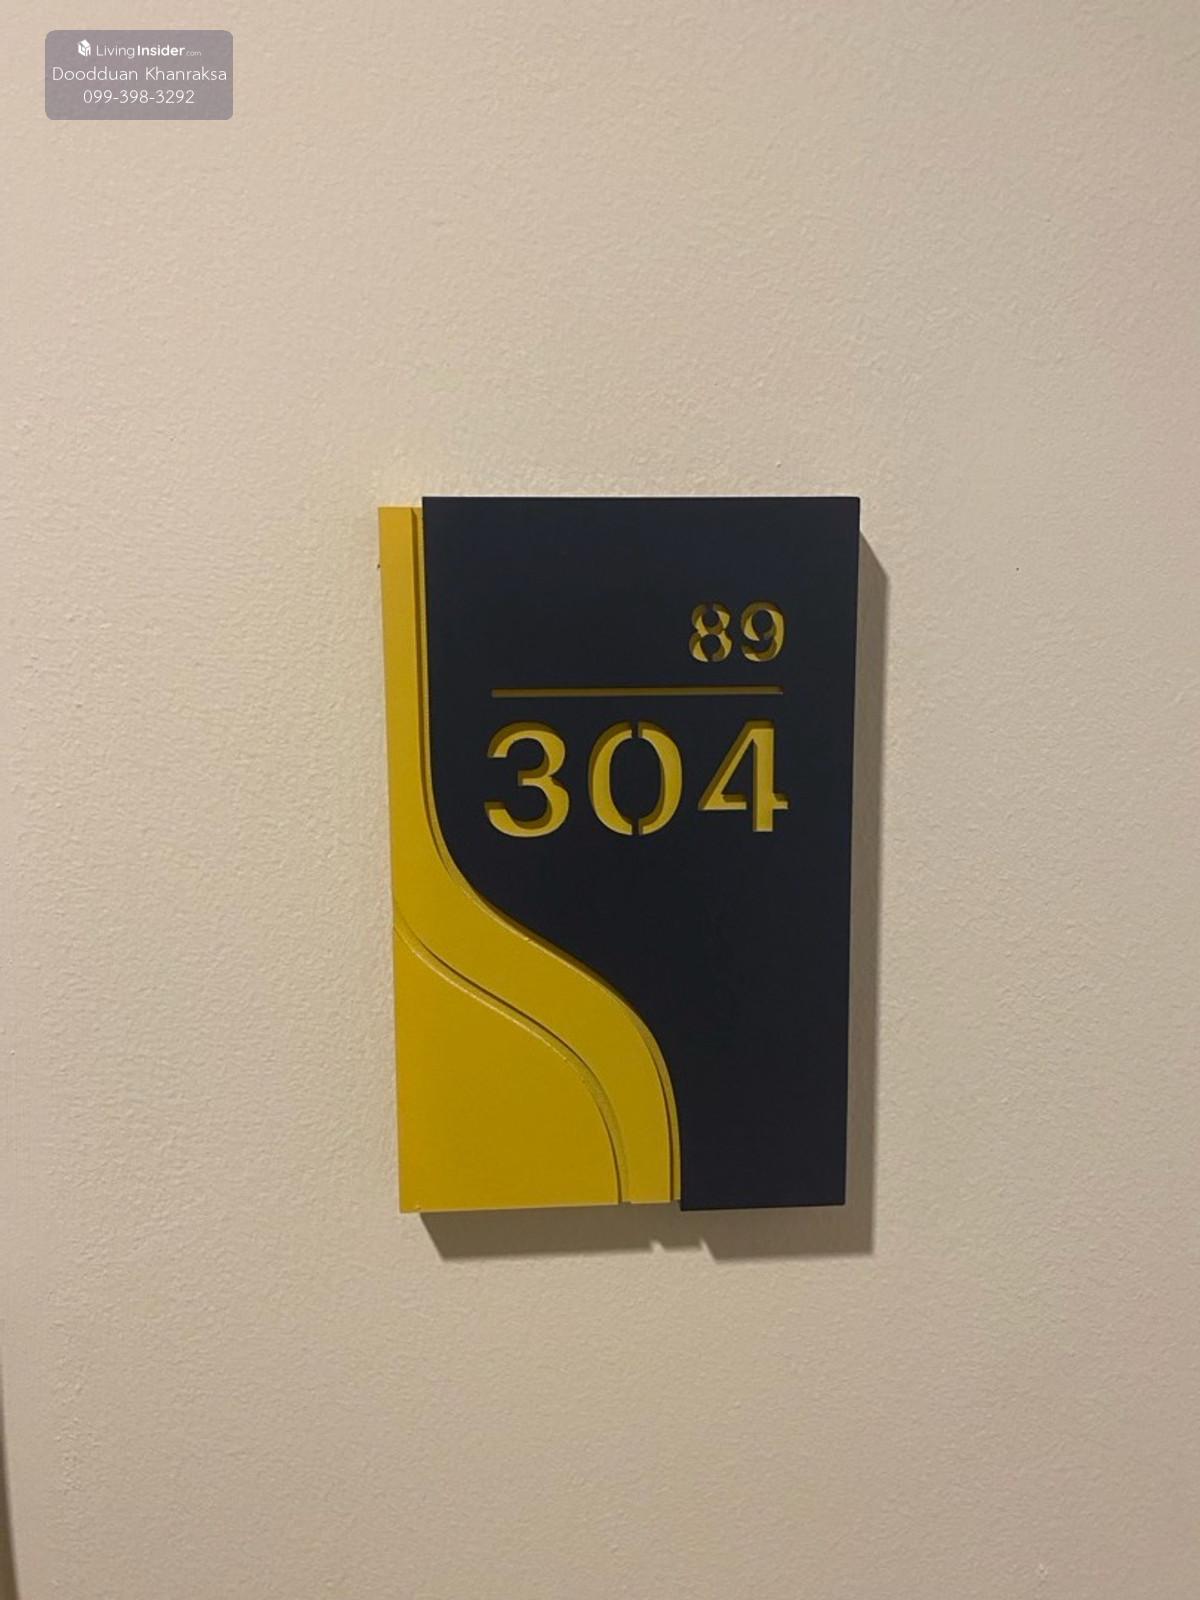 LivingInsider.com
Doodduan Khanraksa
099-398-3292
89
304